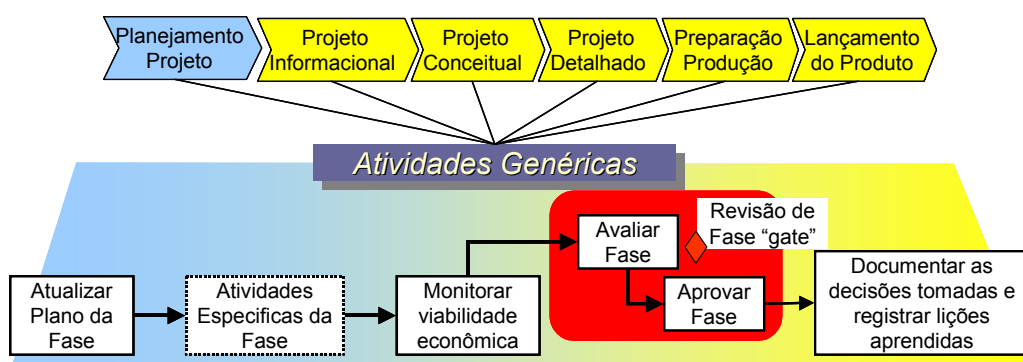 Planejamento
Projeto
Projeto
Informacional
Projeto
Conceitual
Projeto
Detalhado
Preparação
Produção
Lançamento
do Produto
Atividades Genéricas
Revisão de
Fase “gate”
Avaliar
Fase
Aprovar
Fase
Atualizar
Plano da
Fase
Atividades
Especificas da
Fase
Monitorar
viabilidade
econômica
Documentar as
decisões tomadas e
registrar lições
aprendidas